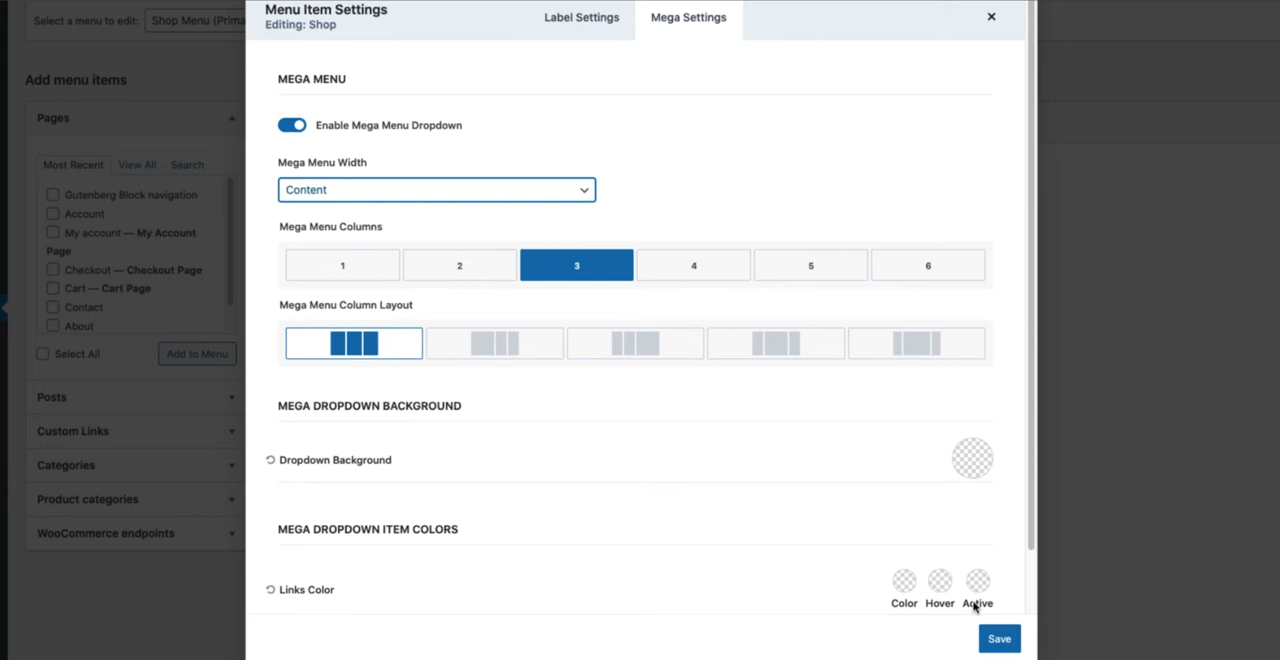 Menu Item Settings
Editing: Shop
Label Settings
Mega Settings
Select a menu to edit:
Shop Menu (Prima
Add menu items
Pages
Most Recent
View All
Search
Gutenberg Block navigation
Account
My account — My Account
Page
Checkout — Checkout Page
Cart — Cart Page
Contact
About
Select All
Add to Menu
Posts
Custom Links
Categories
Product categories
WooCommerce endpoints
MEGA MENU
Enable Mega Menu Dropdown
Mega Menu Width
Content
Mega Menu Columns
1 2 3 4 5 6
Mega Menu Column Layout
MEGA DROPDOWN BACKGROUND
Dropdown Background
MEGA DROPDOWN ITEM COLORS
Links Color
Color Hover Active
Save